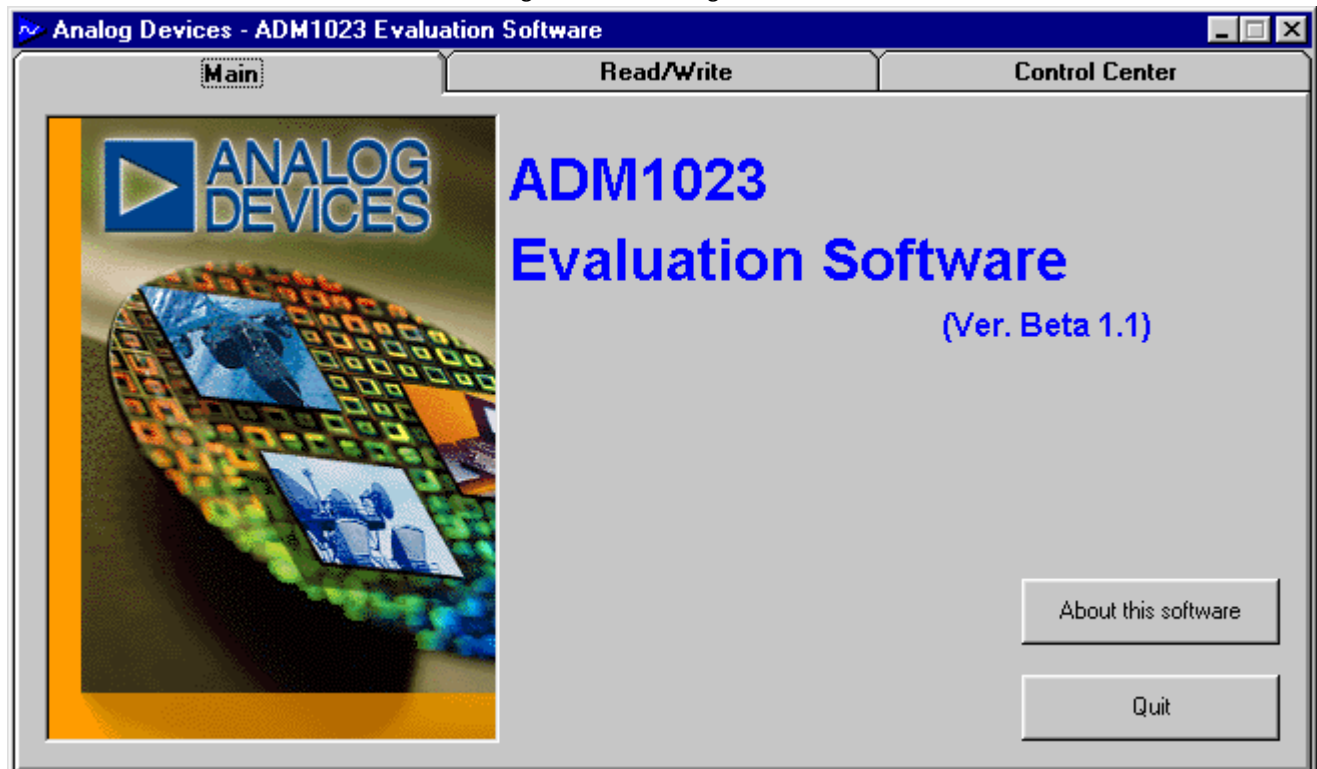 Analog Devices - ADM1023 Evaluation Software
Main
Read/Write
Control Center
ANALOG
DEVICES
ADM1023
Evaluation Software
(Ver. Beta 1.1)
About this software
Quit